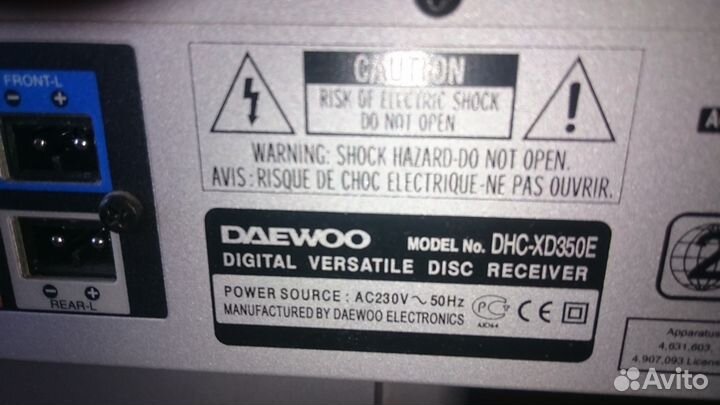 FRONT-L
CAUTION
RISK OF ELECTRIC SHOCK
DO NOT OPEN
WARNING: SHOCK HAZARD-DO NOT OPEN.
AVIS: RISQUE DE CHOC ELECTRIQUE-NE PAS OUVRIR.
DAEWOO MODEL No. DHC-XD350E
DIGITAL VERSATILE DISC RECEIVER
POWER SOURCE : AC230V ~ 50Hz
MANUFACTURED BY DAEWOO ELECTRONICS
CE
REAR-L
Apparatus
4,631,603,
4,907,093 Licens
Avito